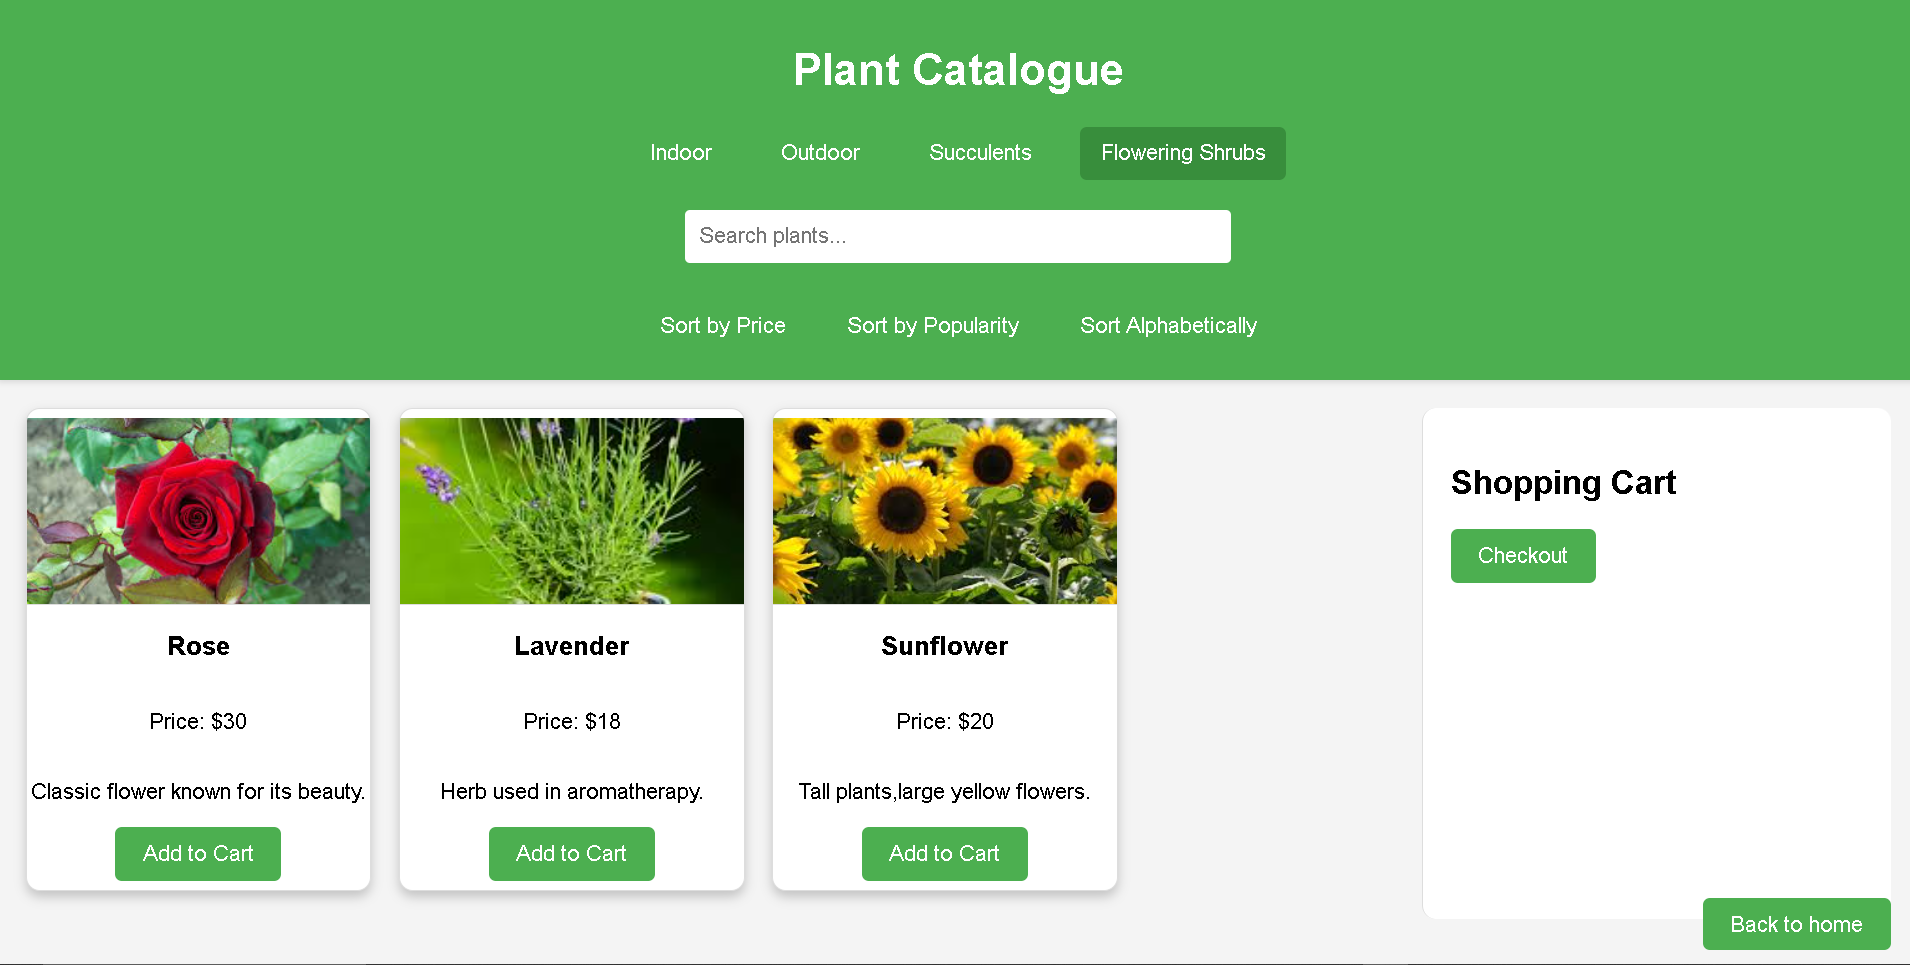 Plant Catalogue
Indoor Outdoor Succulents Flowering Shrubs
Search plants...
Sort by Price Sort by Popularity Sort Alphabetically
Rose
Price: $30
Classic flower known for its beauty.
Add to Cart
Lavender
Price: $18
Herb used in aromatherapy.
Add to Cart
Sunflower
Price: $20
Tall plants,large yellow flowers.
Add to Cart
Shopping Cart
Checkout
Back to home